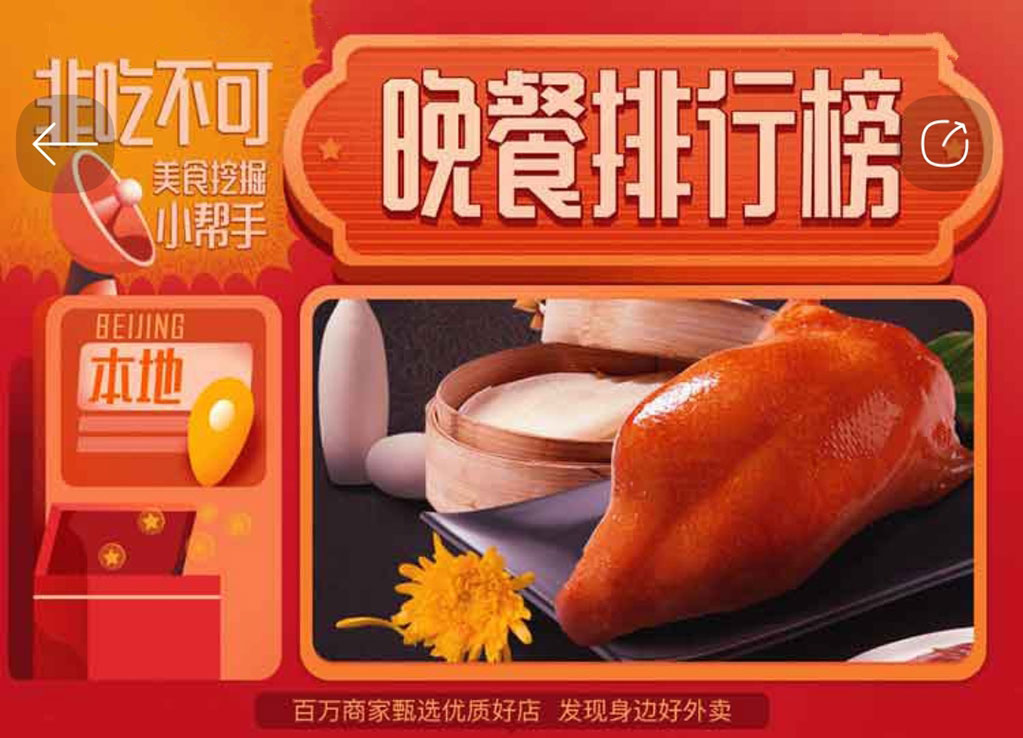 非吃不可
美食挖掘
小帮手
晚餐排行榜
BEIJING
本地
百万商家甄选优质好店 发现身边好外卖